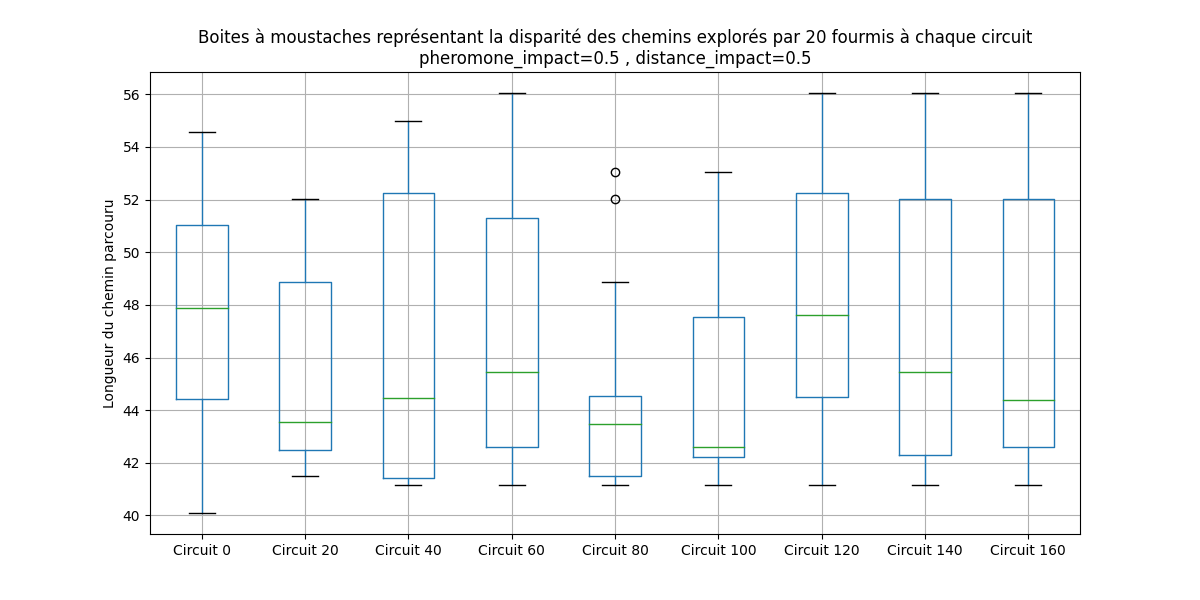 Boites à moustaches représentant la disparité des chemins explorés par 20 fourmis à chaque circuit
pheromone_impact=0.5 , distance_impact=0.5
Longueur du chemin parcouru
56
54
52
50
48
46
44
42
40
Circuit 0
Circuit 20
Circuit 40
Circuit 60
Circuit 80
Circuit 100
Circuit 120
Circuit 140
Circuit 160